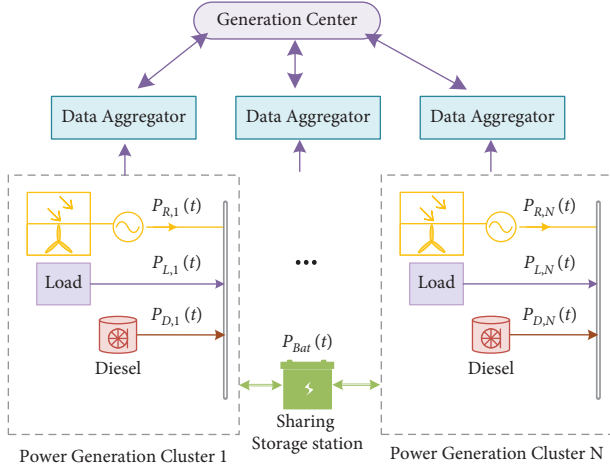 Generation Center
Data Aggregator
Data Aggregator
Data Aggregator
P_{R,1} (t)
P_{L,1} (t)
Load
P_{D,1} (t)
Diesel
...
P_{Bat} (t)
Sharing
Storage station
P_{R,N} (t)
P_{L,N} (t)
Load
P_{D,N} (t)
Diesel
Power Generation Cluster 1
Power Generation Cluster N